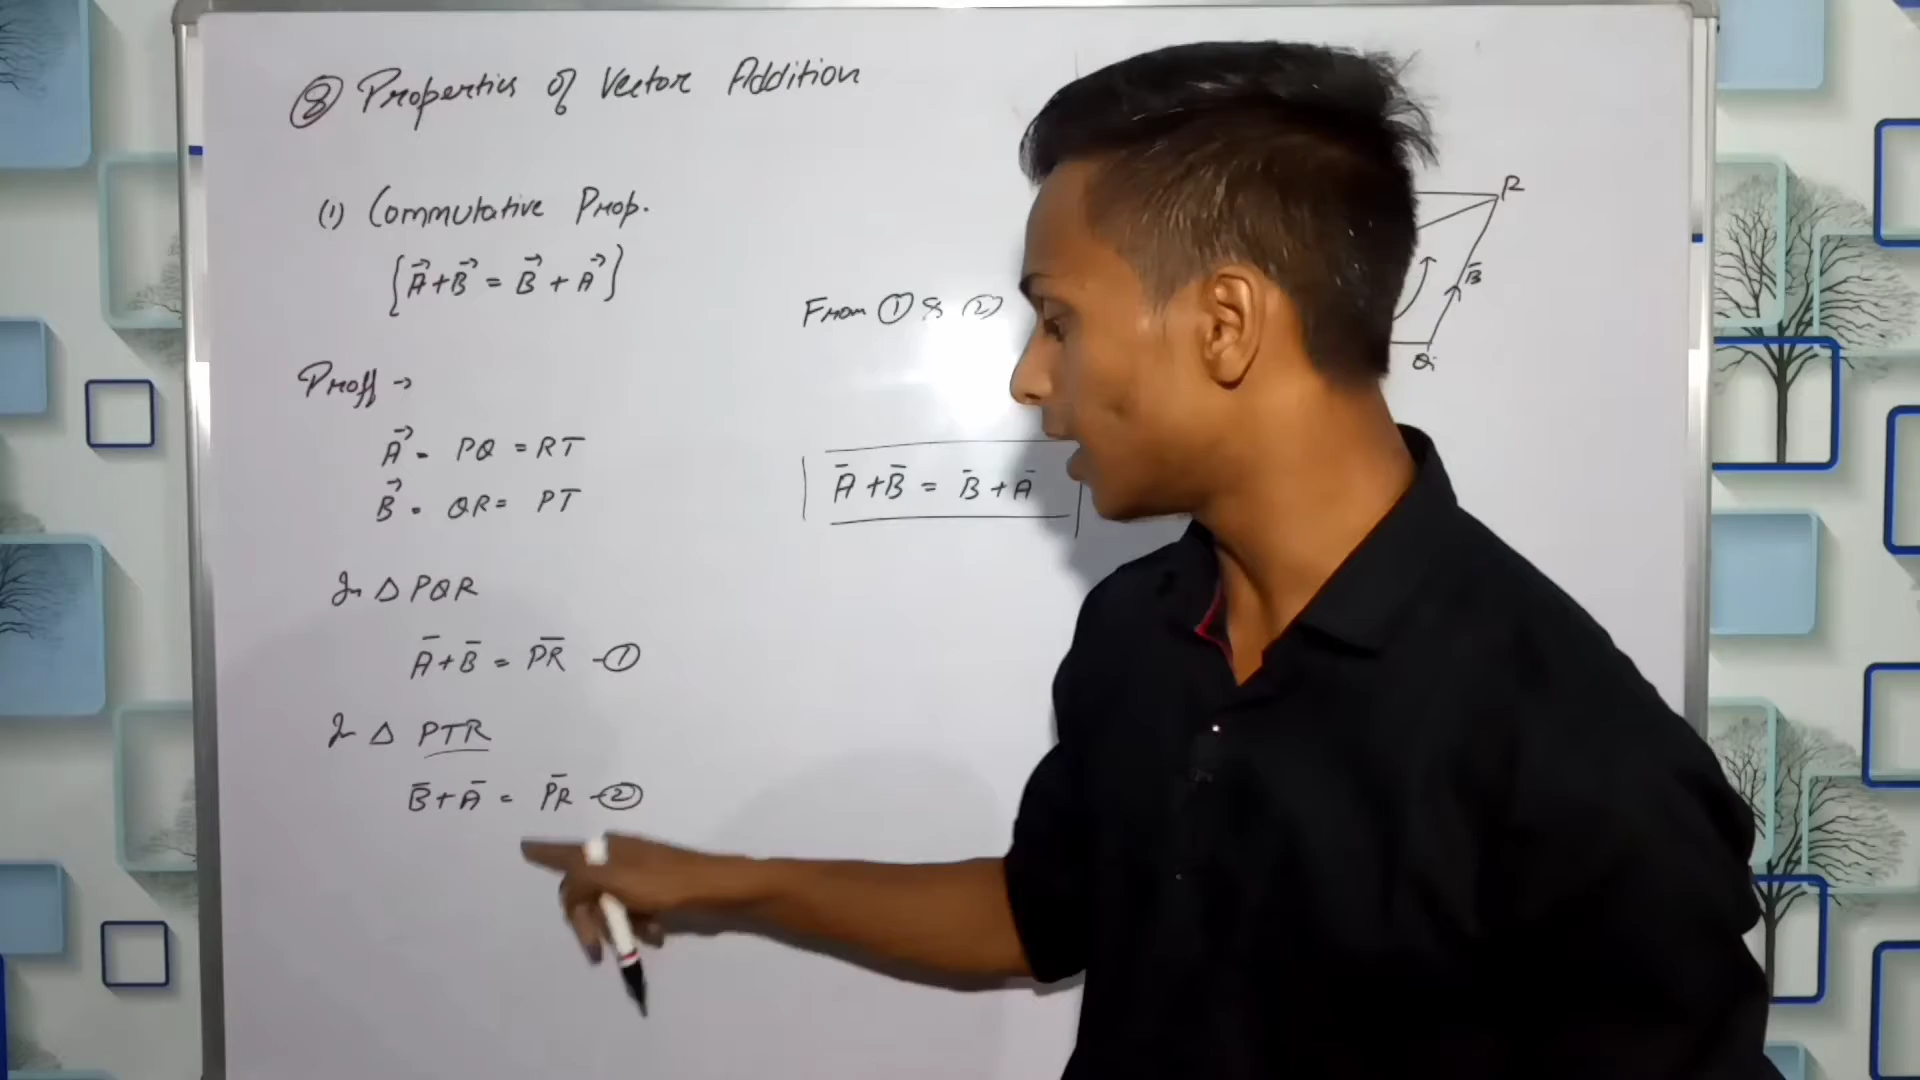 ⑧ Properties of Vector Addition
(1) Commutative Prop.
{A⃗+B⃗ = B⃗+A⃗}
Proff →
A⃗ = PQ = RT
B⃗ = QR = PT
In Δ PQR
A̅+B̅ = P̅R̅ -①
In Δ PTR
B̅+A̅ = P̅R -②
From ① & ②
A̅+B̅ = B̅+A̅
R
B̅
Q